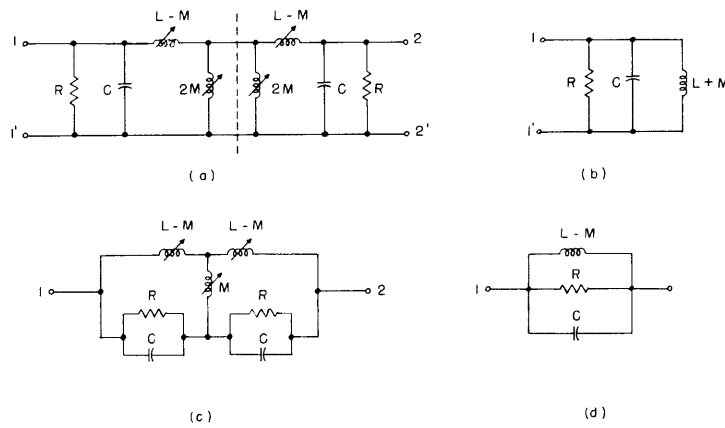 L - M L - M
1 2 1
R C 2M 2M C R R C L + M
1' 2' 1'
(a) (b)
L - M L - M L - M
1 M 2 1 R
R R C
C C
(c) (d)